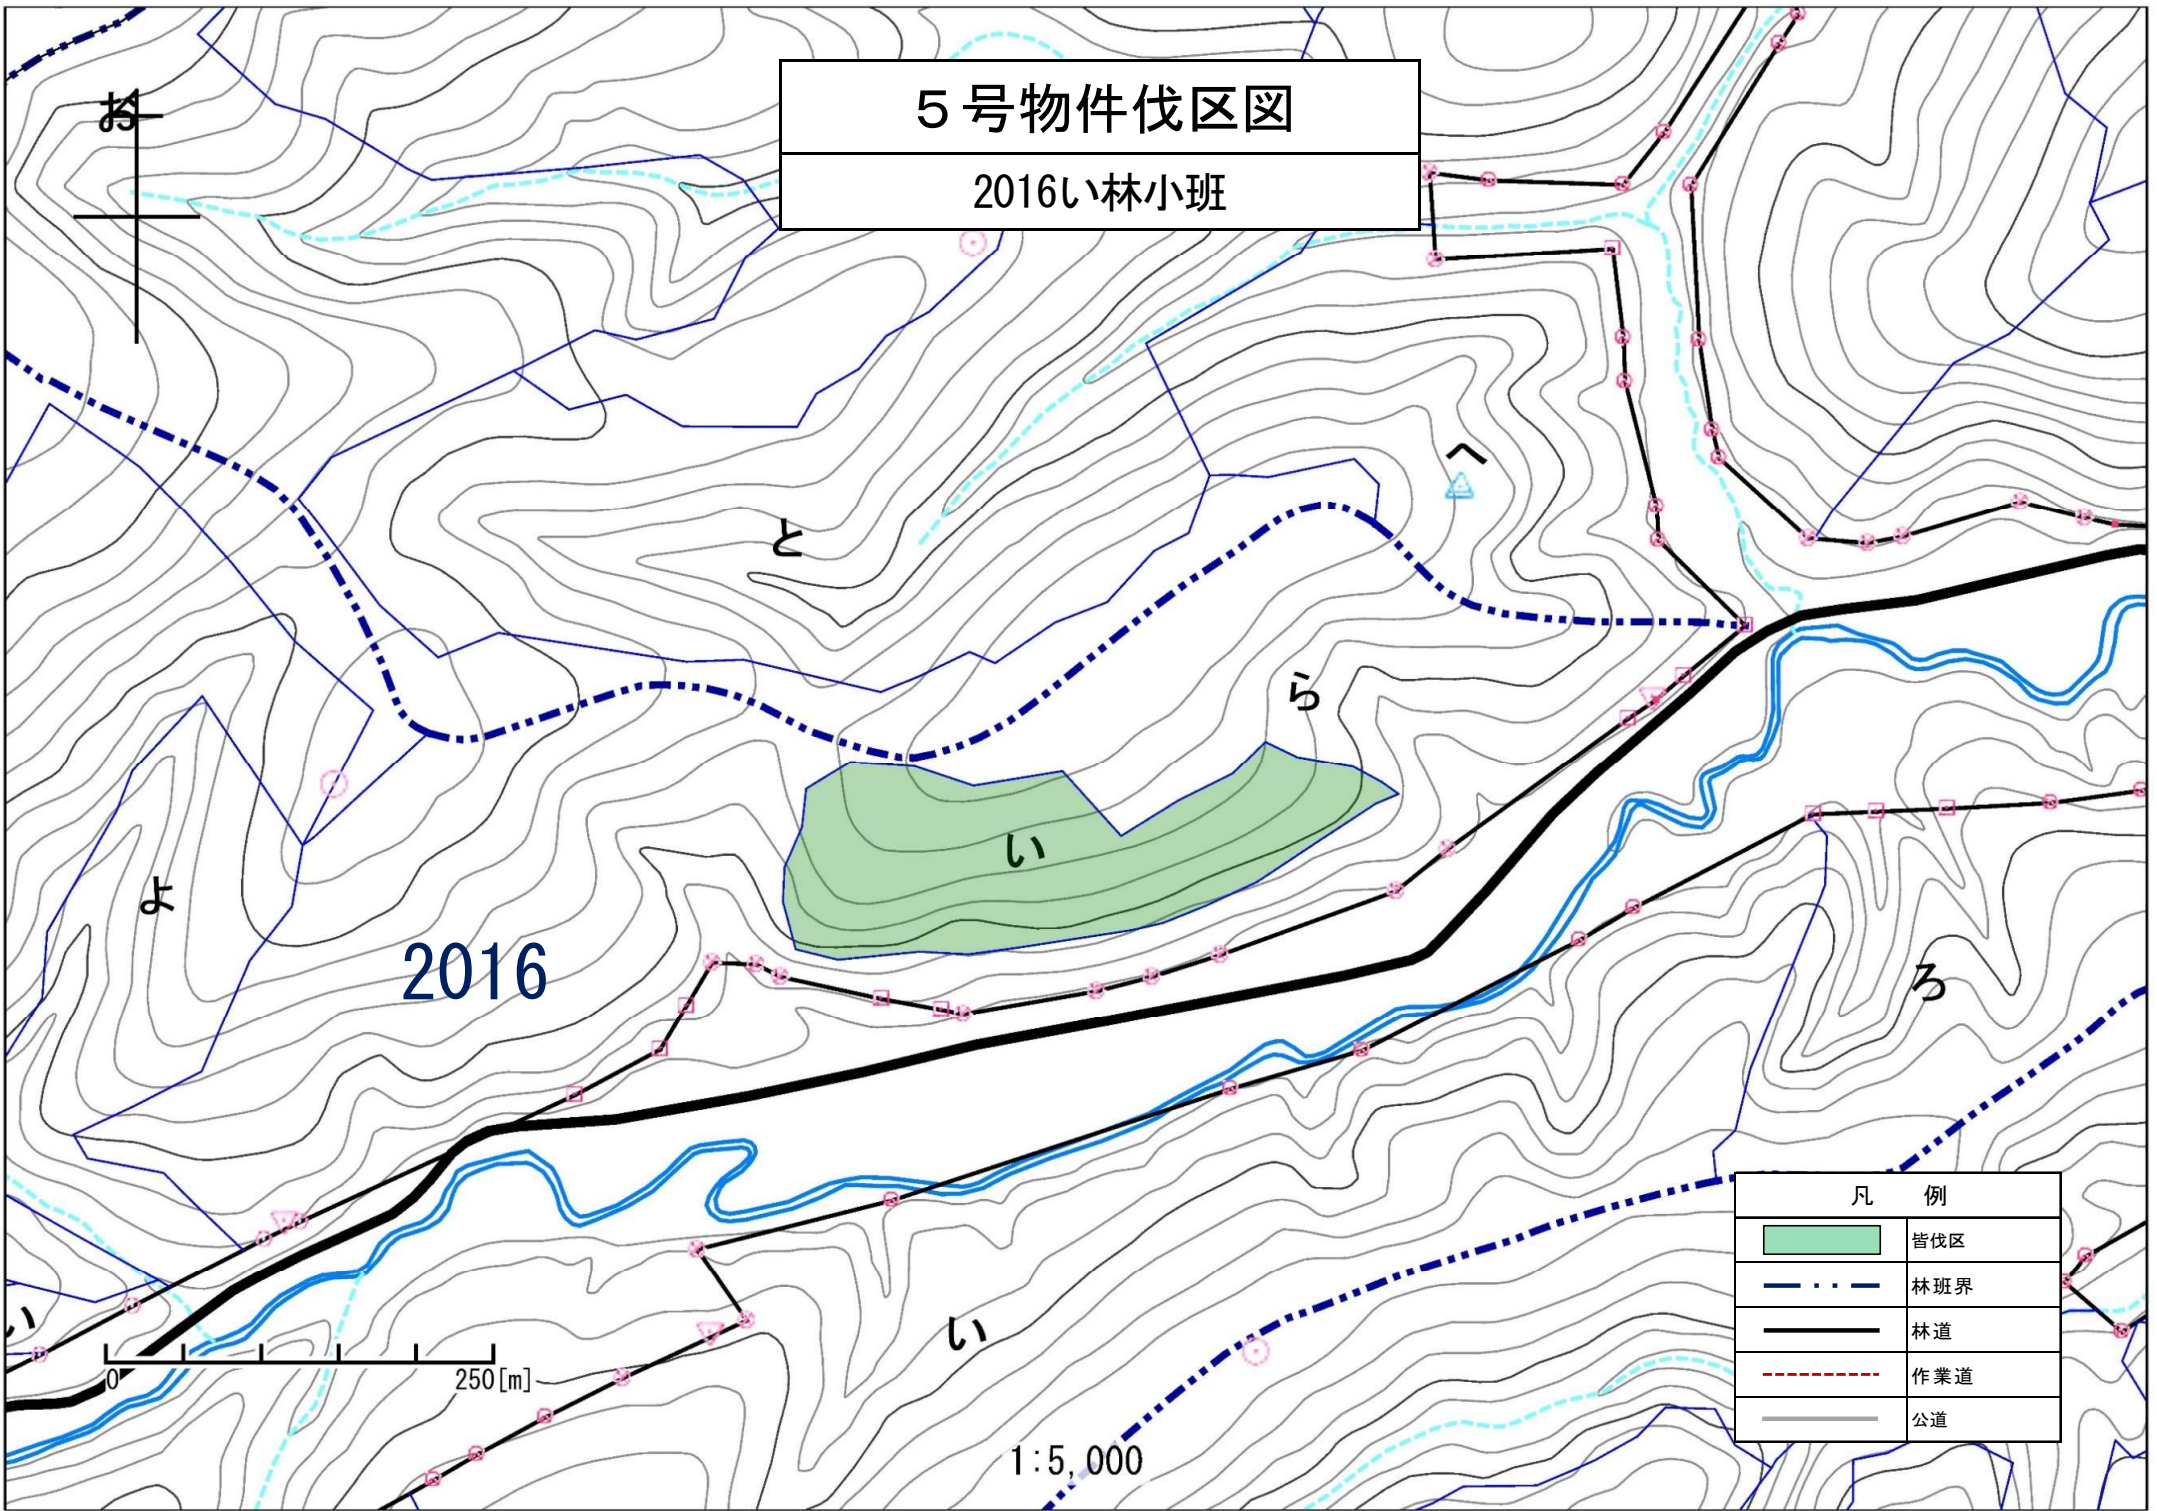 5号物件伐区図
2016い林小班
へ
と
ら
い
よ
2016
ろ
い
い
0
250[m]
1:5,000
凡 例
皆伐区
林班界
林道
作業道
公道